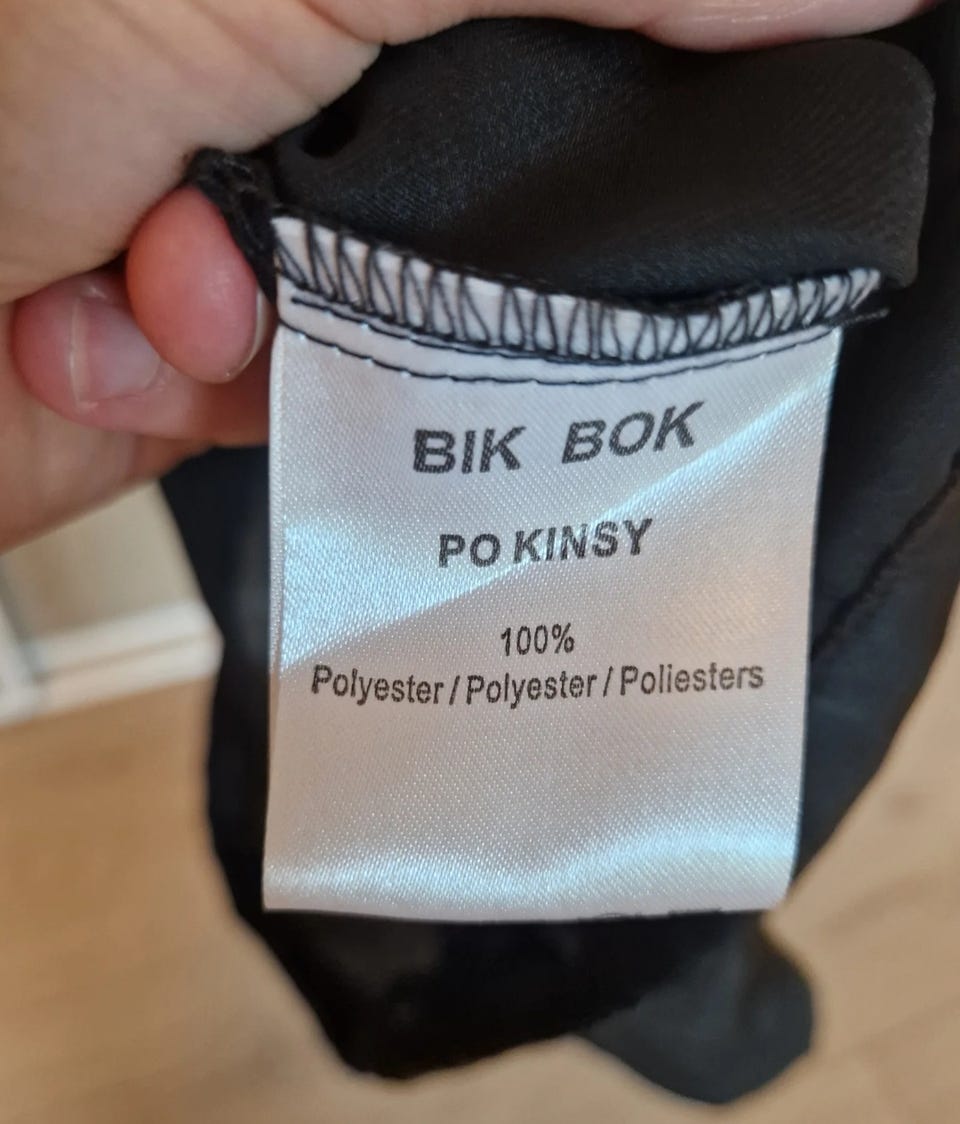 BIK BOK
PO KINSY
100%
Polyester / Polyester / Poliesters